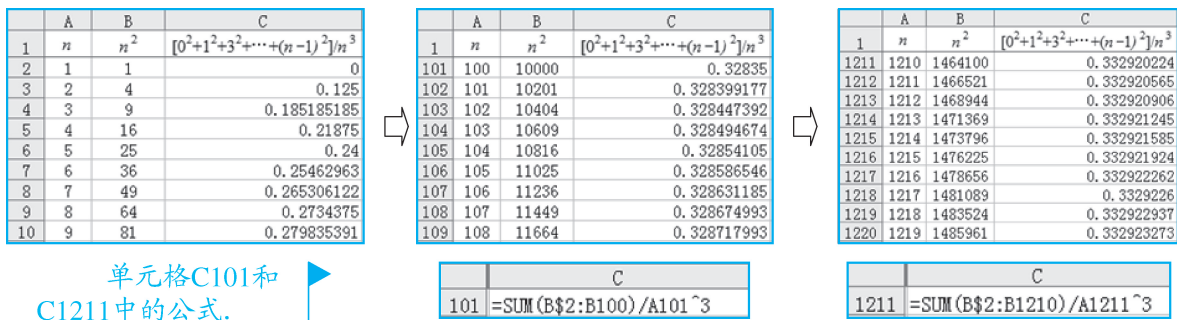 A B C
1 n n² [0²+1²+3²+⋯+(n-1)²]/n³
2 1 1 0
3 2 4 0.125
4 3 9 0.185185185
5 4 16 0.21875
6 5 25 0.24
7 6 36 0.25462963
8 7 49 0.265306122
9 8 64 0.2734375
10 9 81 0.279835391
A B C
1 n n² [0²+1²+3²+⋯+(n-1)²]/n³
101 100 10000 0.32835
102 101 10201 0.328399177
103 102 10404 0.328447392
104 103 10609 0.328494674
105 104 10816 0.32854105
106 105 11025 0.328586546
107 106 11236 0.328631185
108 107 11449 0.328674993
109 108 11664 0.328717993
A B C
1 n n² [0²+1²+3²+⋯+(n-1)²]/n³
1211 1210 1464100 0.332920224
1212 1211 1466521 0.332920565
1213 1212 1468944 0.332920906
1214 1213 1471369 0.332921245
1215 1214 1473796 0.332921585
1216 1215 1476225 0.332921924
1217 1216 1478656 0.332922262
1218 1217 1481089 0.3329226
1219 1218 1483524 0.332922937
1220 1219 1485961 0.332923273
单元格C101和
C1211中的公式.
C
101 =SUM(B$2:B100)/A101^3
C
1211 =SUM(B$2:B1210)/A1211^3